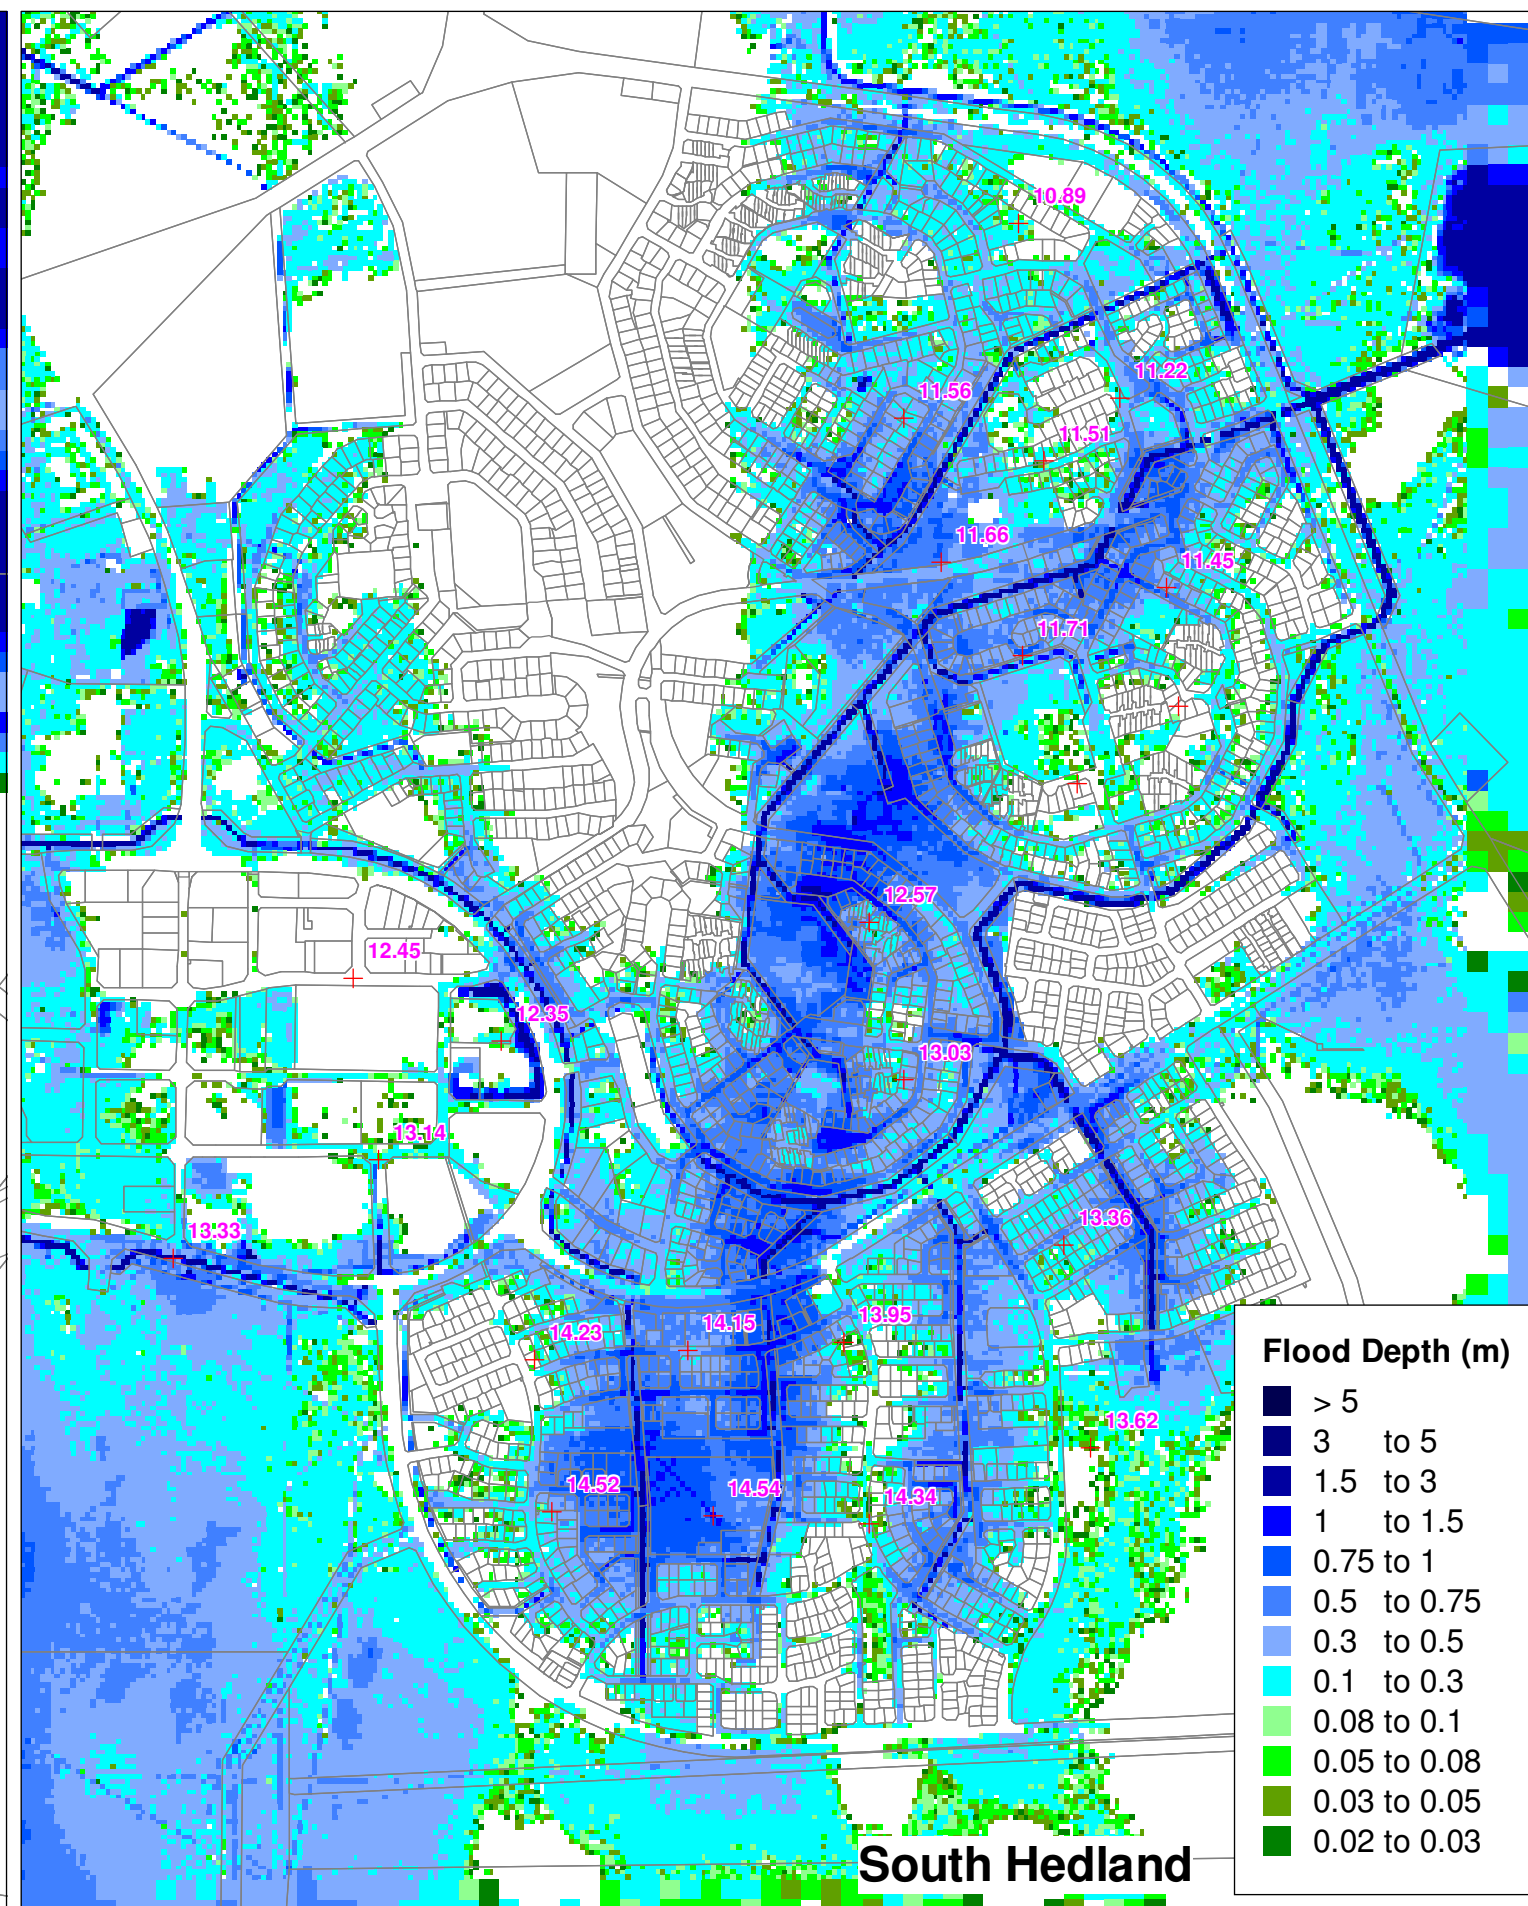 10.89
11.22
11.56
11.51
11.66
11.45
11.71
12.57
12.45
12.35
13.03
13.14
13.36
13.33
13.95
14.15
14.23
13.62
14.52
14.54
14.34
Flood Depth (m)
> 5
3 to 5
1.5 to 3
1 to 1.5
0.75 to 1
0.5 to 0.75
0.3 to 0.5
0.1 to 0.3
0.08 to 0.1
0.05 to 0.08
0.03 to 0.05
0.02 to 0.03
South Hedland